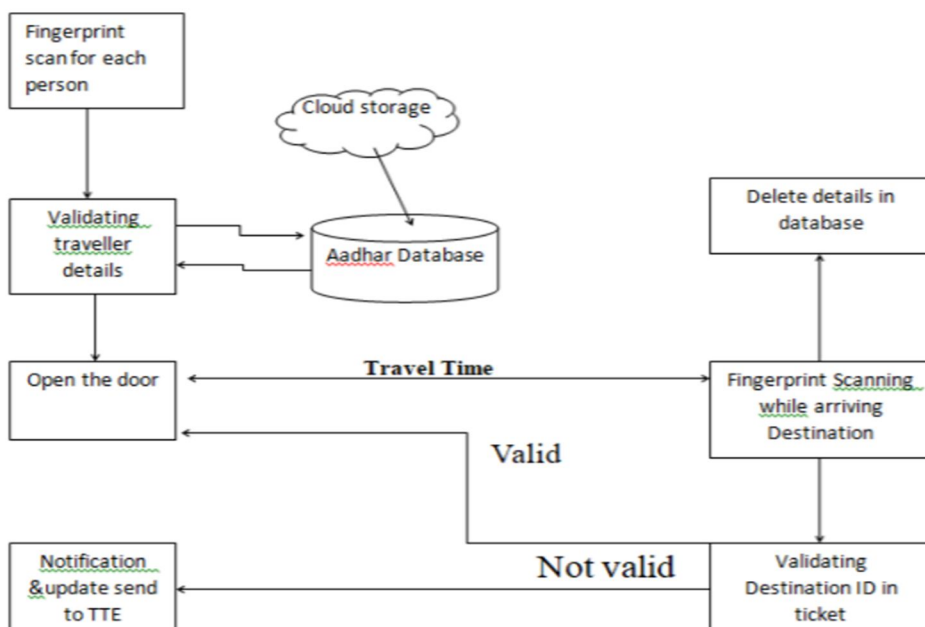 Fingerprint
scan for each
person
Cloud storage
Validating
traveller
details
Aadhar Database
Delete details in
database
Open the door
Travel Time
Fingerprint Scanning
while arriving
Destination
Valid
Notification
&update send
to TTE
Not valid
Validating
Destination ID in
ticket